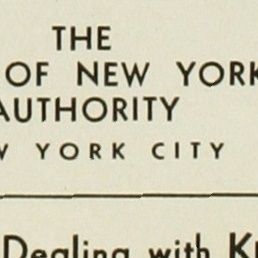 THE
OF NEW YORK
AUTHORITY
YORK CITY
Dealing with